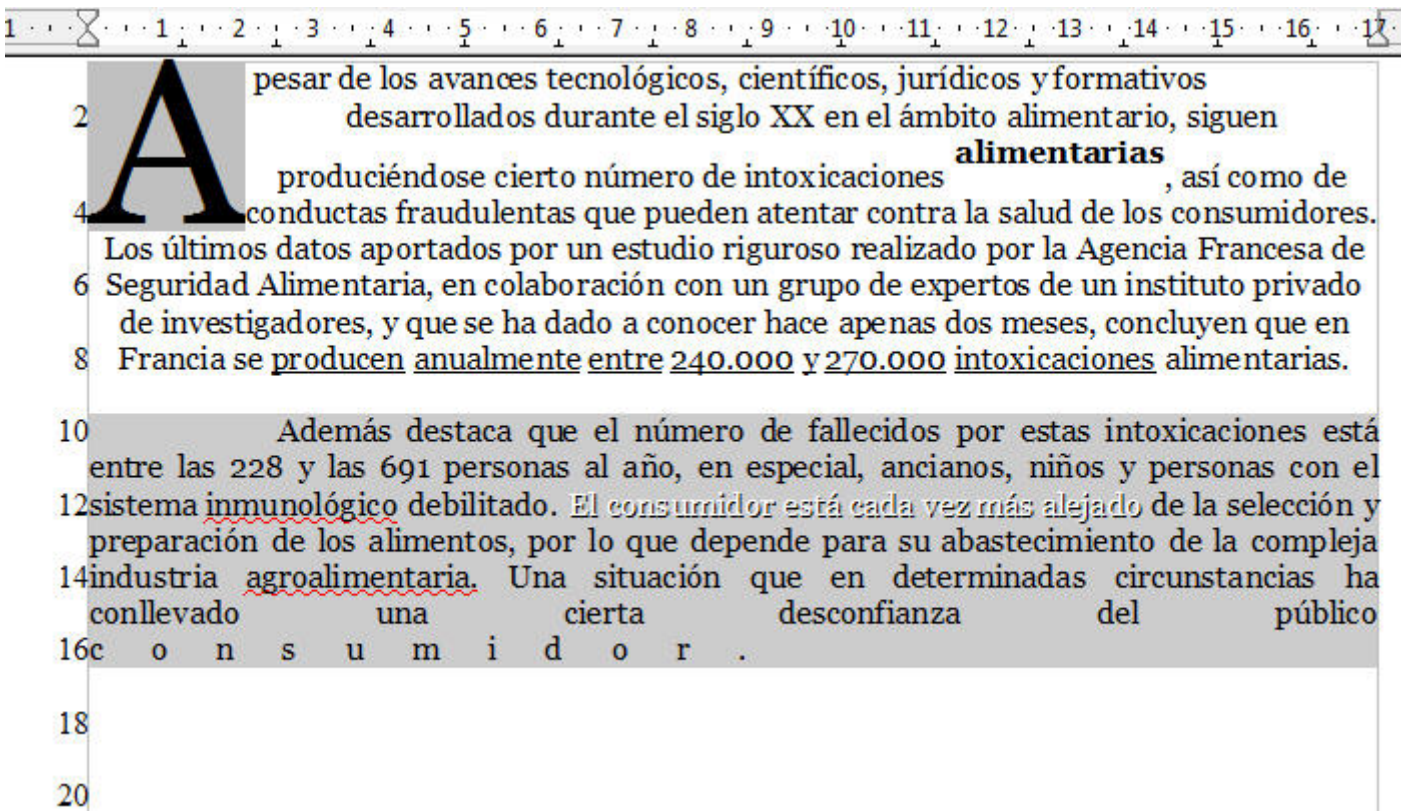 1 1 2 3 4 5 6 7 8 9 10 11 12 13 14 15 16 17
A pesar de los avances tecnológicos, científicos, jurídicos y formativos
2 desarrollados durante el siglo XX en el ámbito alimentario, siguen
produciéndose cierto número de intoxicaciones alimentarias, así como de
4 conductas fraudulentas que pueden atentar contra la salud de los consumidores.
Los últimos datos aportados por un estudio riguroso realizado por la Agencia Francesa de
6 Seguridad Alimentaria, en colaboración con un grupo de expertos de un instituto privado
de investigadores, y que se ha dado a conocer hace apenas dos meses, concluyen que en
8 Francia se producen anualmente entre 240.000 y 270.000 intoxicaciones alimentarias.
10 Además destaca que el número de fallecidos por estas intoxicaciones está
entre las 228 y las 691 personas al año, en especial, ancianos, niños y personas con el
12 sistema inmunológico debilitado. El consumidor está cada vez más alejado de la selección y
preparación de los alimentos, por lo que depende para su abastecimiento de la compleja
14 industria agroalimentaria. Una situación que en determinadas circunstancias ha
conllevado una cierta desconfianza del público
16 c o n s u m i d o r .
18
20